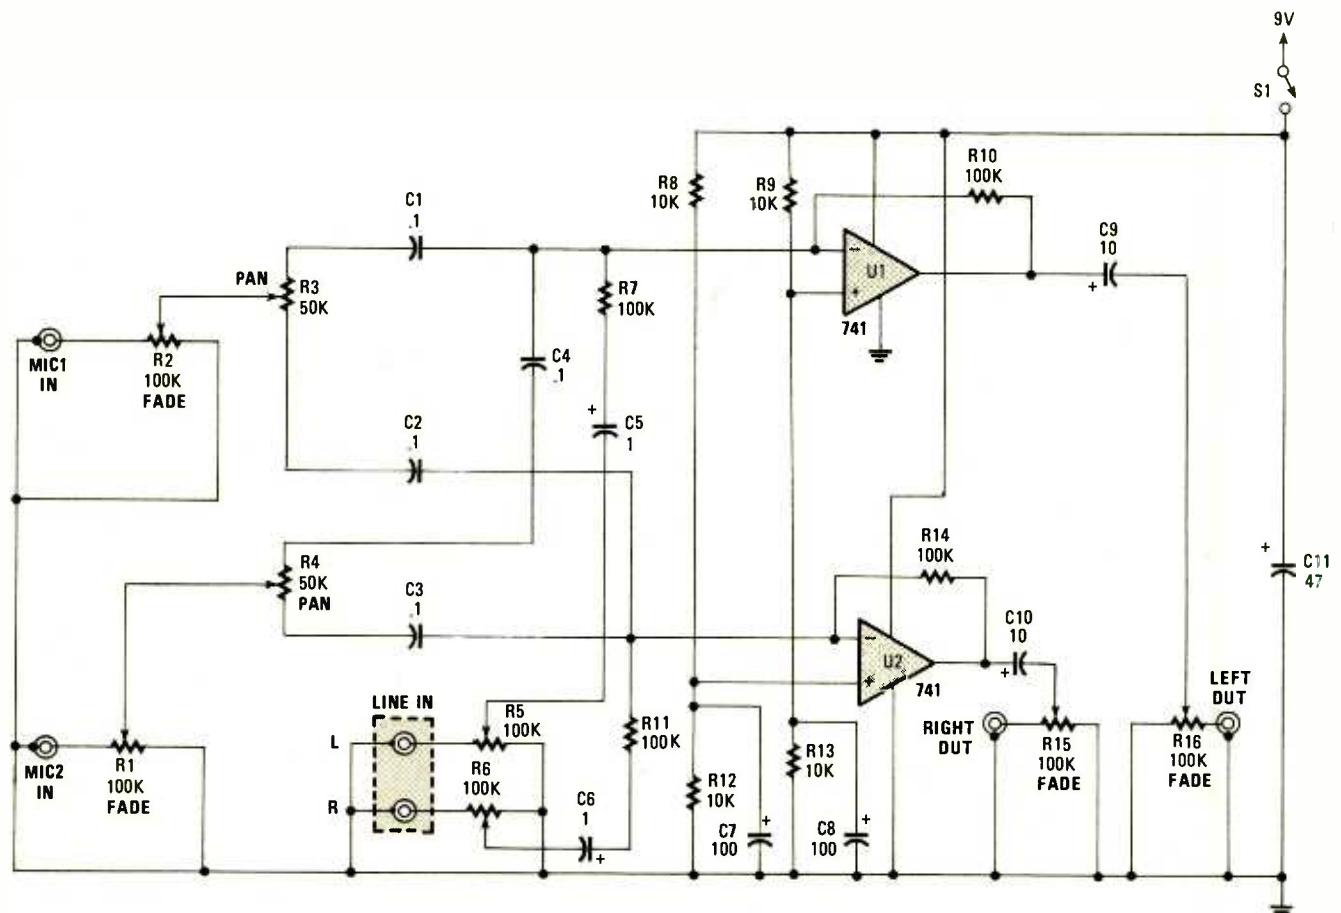 9V
S1
R10
100K
R8
10K
R9
10K
C1
.1
C9
10
+
PAN
R3
50K
R7
100K
−
U1
+
741
MIC1
IN
R2
100K
FADE
C4
.1
+
C5
1
C2
.1
R14
100K
R4
50K
PAN
+
C11
47
C3
.1
C10
10
+
−
U2
+
741
LEFT
OUT
LINE IN
R5
100K
L
R11
100K
RIGHT
OUT
R13
10K
R15
100K
FADE
R16
100K
FADE
MIC2
IN
R1
100K
FADE
R6
100K
R
R12
10K
C6
1
+
C7
100
+
C8
100
+